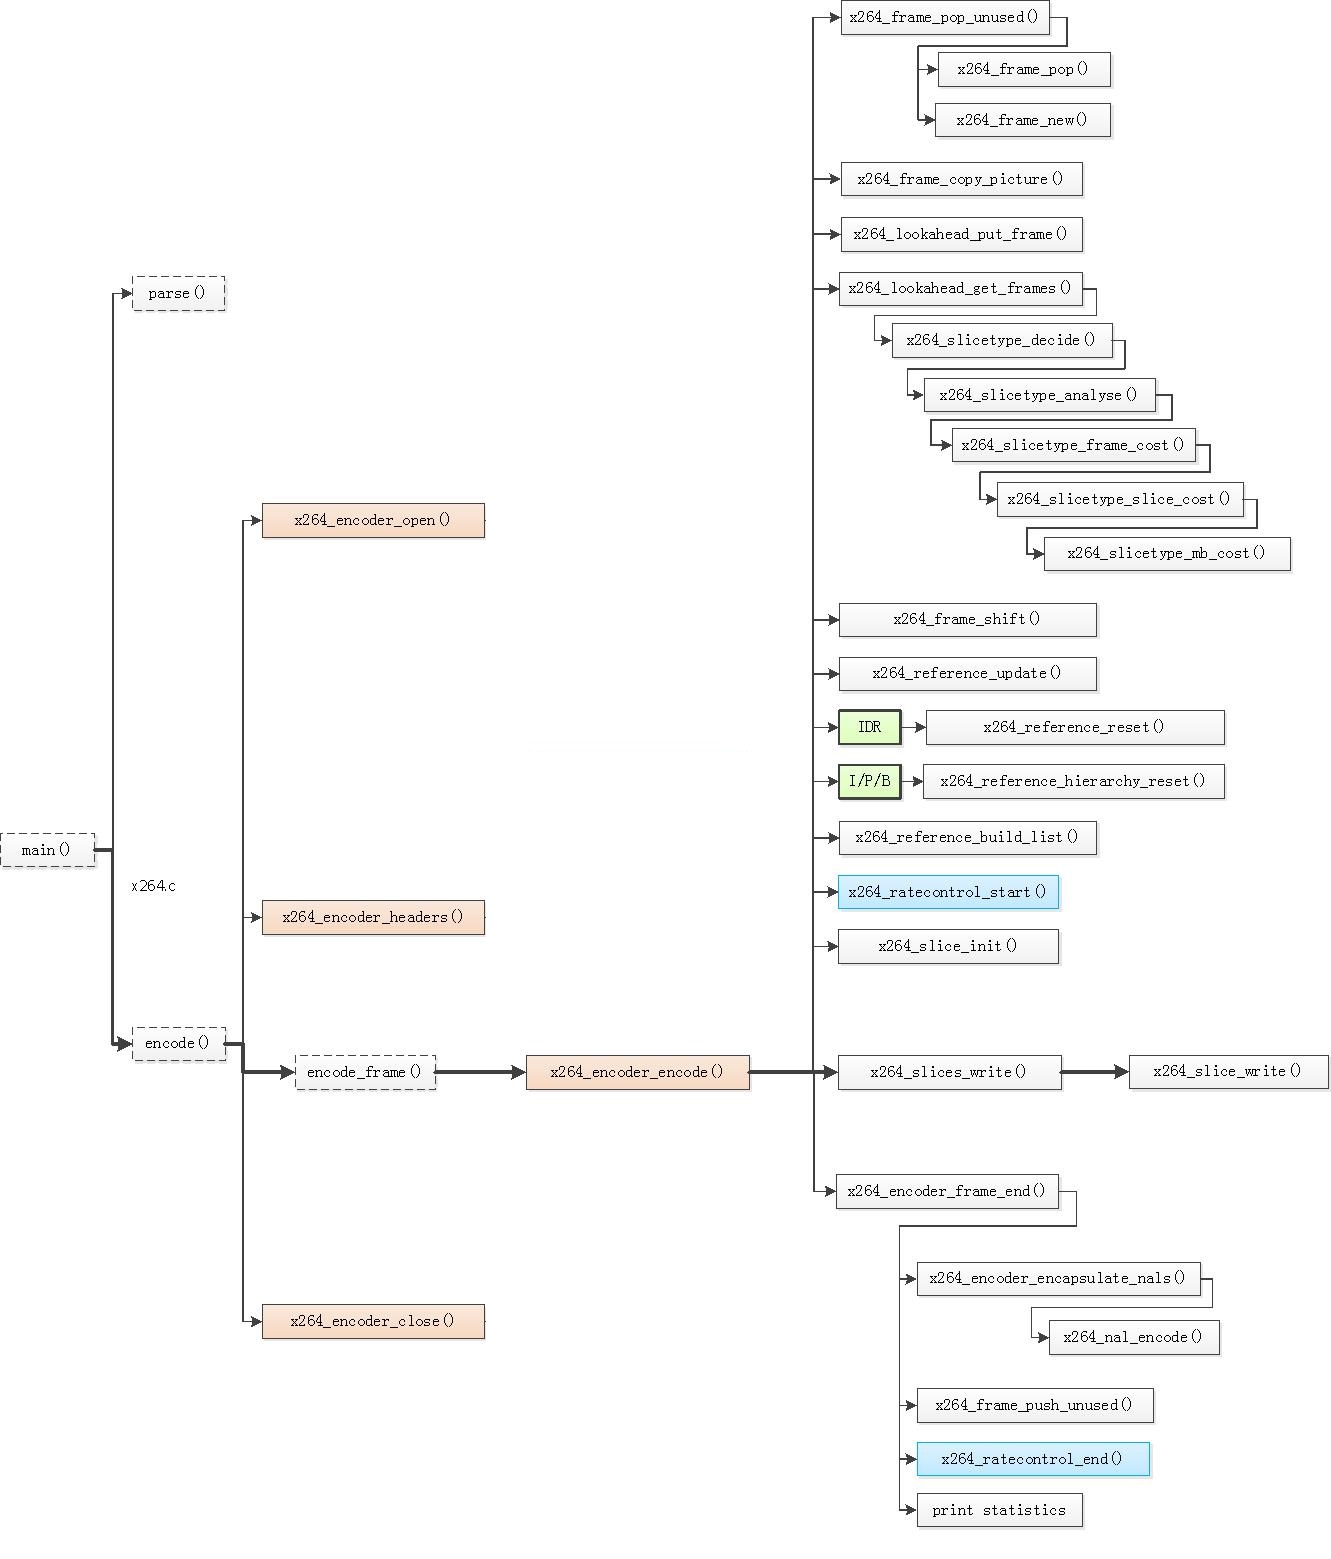 x264_frame_pop_unused()
x264_frame_pop()
x264_frame_new()
x264_frame_copy_picture()
x264_lookahead_put_frame()
x264_lookahead_get_frames()
parse()
x264_slicetype_decide()
x264_slicetype_analyse()
x264_slicetype_frame_cost()
x264_slicetype_slice_cost()
x264_encoder_open()
x264_slicetype_mb_cost()
x264_frame_shift()
x264_reference_update()
IDR
x264_reference_reset()
I/P/B
x264_reference_hierarchy_reset()
x264_reference_build_list()
main()
x264.c
x264_ratecontrol_start()
x264_encoder_headers()
x264_slice_init()
encode()
encode_frame()
x264_encoder_encode()
x264_slices_write()
x264_slice_write()
x264_encoder_frame_end()
x264_encoder_encapsulate_nals()
x264_encoder_close()
x264_nal_encode()
x264_frame_push_unused()
x264_ratecontrol_end()
print statistics